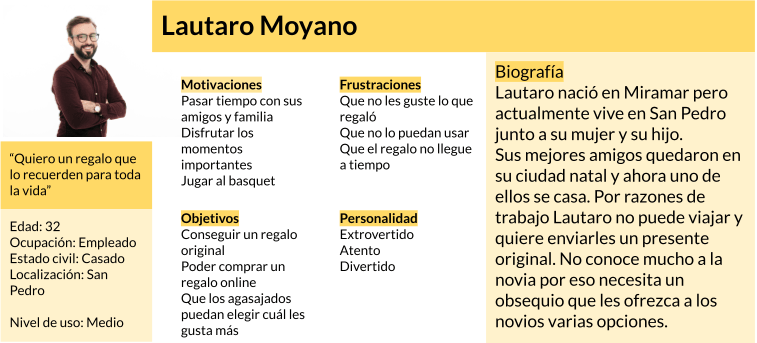 Lautaro Moyano
“Quiero un regalo que
lo recuerden para toda
la vida”
Edad: 32
Ocupación: Empleado
Estado civil: Casado
Localización: San
Pedro
Nivel de uso: Medio
Motivaciones
Pasar tiempo con sus
amigos y familia
Disfrutar los
momentos
importantes
Jugar al basquet
Objetivos
Conseguir un regalo
original
Poder comprar un
regalo online
Que los agasajados
puedan elegir cuál les
gusta más
Frustraciones
Que no les guste lo que
regaló
Que no lo puedan usar
Que el regalo no llegue
a tiempo
Personalidad
Extrovertido
Atento
Divertido
Biografía
Lautaro nació en Miramar pero
actualmente vive en San Pedro
junto a su mujer y su hijo.
Sus mejores amigos quedaron en
su ciudad natal y ahora uno de
ellos se casa. Por razones de
trabajo Lautaro no puede viajar y
quiere enviarles un presente
original. No conoce mucho a la
novia por eso necesita un
obsequio que les ofrezca a los
novios varias opciones.